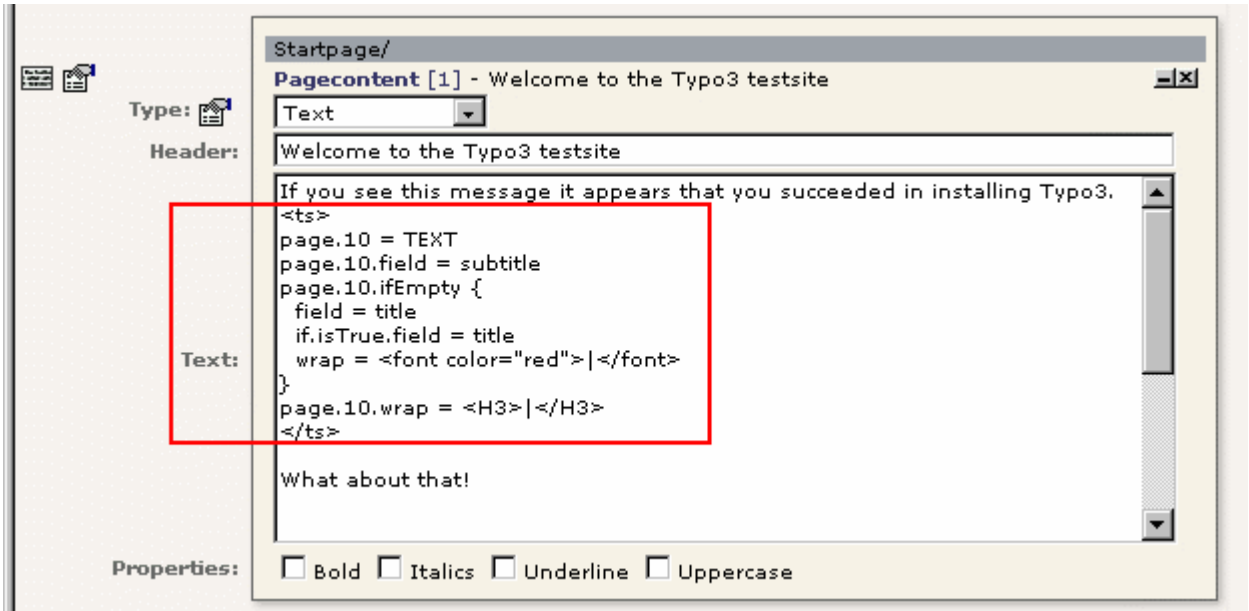 Startpage/
Pagecontent [1] - Welcome to the Typo3 testsite
Type: Text
Header: Welcome to the Typo3 testsite
If you see this message it appears that you succeeded in installing Typo3.
<ts>
page.10 = TEXT
page.10.field = subtitle
page.10.ifEmpty {
  field = title
  if.isTrue.field = title
Text:   wrap = <font color="red">|</font>
}
page.10.wrap = <H3>|</H3>
</ts>
What about that!
Properties: Bold Italics Underline Uppercase